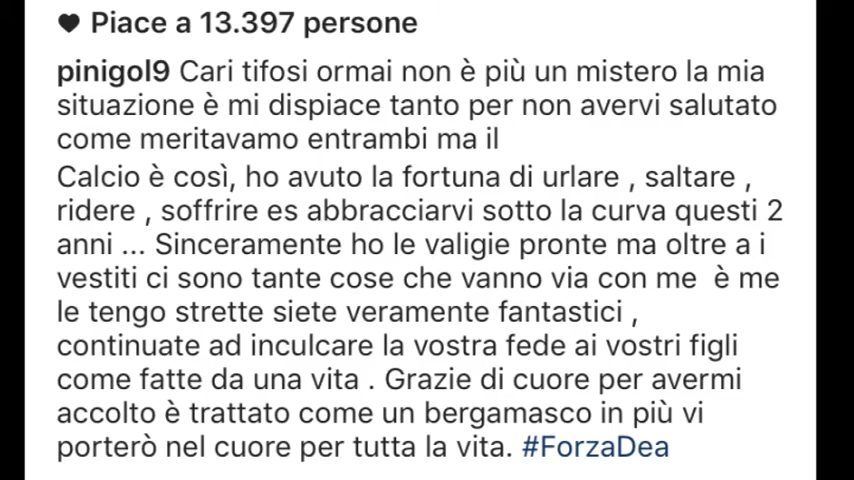 Piace a 13.397 persone
pinigol9 Cari tifosi ormai non è più un mistero la mia
situazione è mi dispiace tanto per non avervi salutato
come meritavamo entrambi ma il
Calcio è così, ho avuto la fortuna di urlare , saltare ,
ridere , soffrire es abbracciarvi sotto la curva questi 2
anni ... Sinceramente ho le valigie pronte ma oltre a i
vestiti ci sono tante cose che vanno via con me è me
le tengo strette siete veramente fantastici ,
continuate ad inculcare la vostra fede ai vostri figli
come fatte da una vita . Grazie di cuore per avermi
accolto è trattato come un bergamasco in più vi
porterò nel cuore per tutta la vita. #ForzaDea